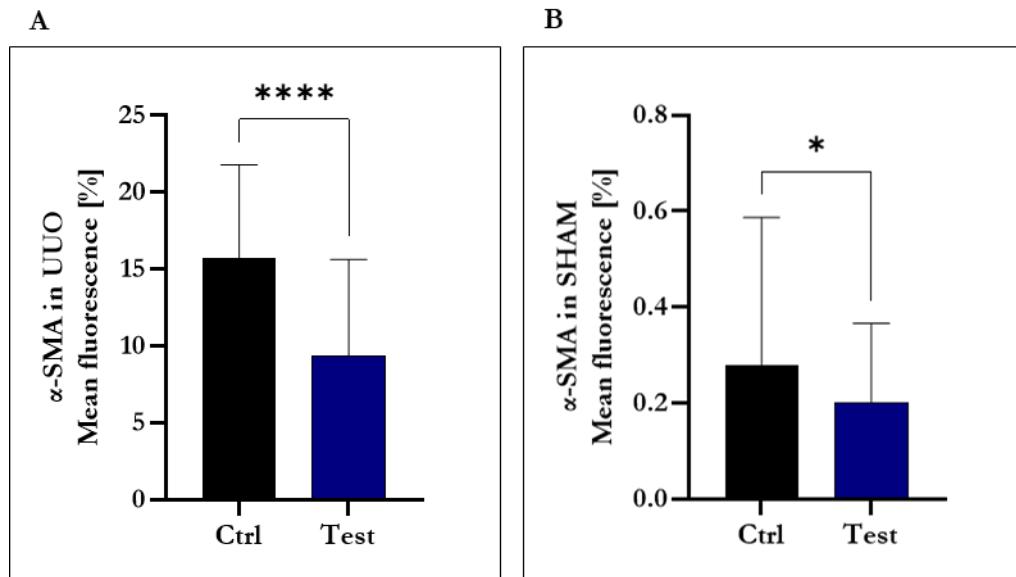 A
α-SMA in UUO
Mean fluorescence [%]
25
20
15
10
5
0
****
Ctrl
Test
B
α-SMA in SHAM
Mean fluorescence [%]
0.8
0.6
0.4
0.2
0.0
*
Ctrl
Test